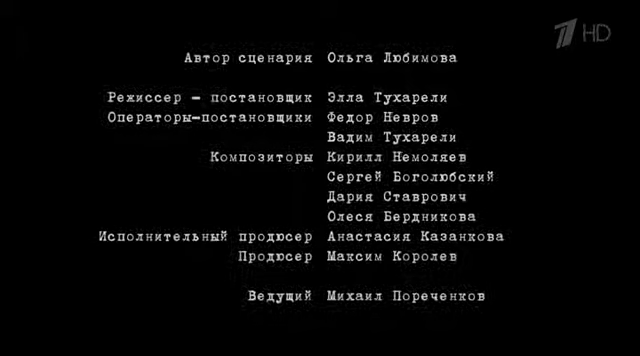 1 HD
Автор сценария Ольга Любимова
Режиссер – постановщик Элла Тухарели
Операторы-постановщики Федор Невров
Вадим Тухарели
Композиторы Кирилл Немоляев
Сергей Боголюбский
Дария Ставрович
Олеся Бердникова
Исполнительный продюсер Анастасия Казанкова
Продюсер Максим Королев
Ведущий Михаил Пореченков